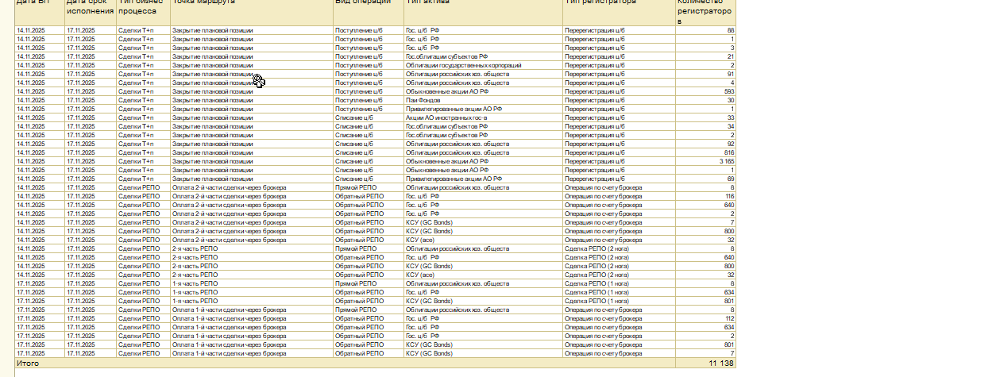 Дата БП Дата срок исполнения Тип бизнес процесса Точка маршрута Вид операции Тип актива Тип регистратора Количество регистраторо в
14.11.2025 17.11.2025 Сделки Т+n Закрытие плановой позиции Поступление ц/б Гос. ц/б РФ Перерегистрация ц/б 88
14.11.2025 17.11.2025 Сделки Т+n Закрытие плановой позиции Поступление ц/б Гос. ц/б РФ Перерегистрация ц/б 1
14.11.2025 17.11.2025 Сделки Т+n Закрытие плановой позиции Поступление ц/б Гос. ц/б РФ Перерегистрация ц/б 3
14.11.2025 17.11.2025 Сделки Т+n Закрытие плановой позиции Поступление ц/б Гос.облигации субъектов РФ Перерегистрация ц/б 21
14.11.2025 17.11.2025 Сделки Т+n Закрытие плановой позиции Поступление ц/б Облигации государственных корпораций Перерегистрация ц/б 2
14.11.2025 17.11.2025 Сделки Т+n Закрытие плановой позиции Поступление ц/б Облигации российских хоз. обществ Перерегистрация ц/б 91
14.11.2025 17.11.2025 Сделки Т+n Закрытие плановой позиции Поступление ц/б Облигации российских хоз. обществ Перерегистрация ц/б 4
14.11.2025 17.11.2025 Сделки Т+n Закрытие плановой позиции Поступление ц/б Обыкновенные акции АО РФ Перерегистрация ц/б 593
14.11.2025 17.11.2025 Сделки Т+n Закрытие плановой позиции Поступление ц/б Паи Фондов Перерегистрация ц/б 30
14.11.2025 17.11.2025 Сделки Т+n Закрытие плановой позиции Поступление ц/б Привилегированные акции АО РФ Перерегистрация ц/б 1
14.11.2025 17.11.2025 Сделки Т+n Закрытие плановой позиции Списание ц/б Акции АО иностранных гос-в Перерегистрация ц/б 33
14.11.2025 17.11.2025 Сделки Т+n Закрытие плановой позиции Списание ц/б Гос.облигации субъектов РФ Перерегистрация ц/б 34
14.11.2025 17.11.2025 Сделки Т+n Закрытие плановой позиции Списание ц/б Гос.облигации субъектов РФ Перерегистрация ц/б 2
14.11.2025 17.11.2025 Сделки Т+n Закрытие плановой позиции Списание ц/б Облигации российских хоз. обществ Перерегистрация ц/б 92
14.11.2025 17.11.2025 Сделки Т+n Закрытие плановой позиции Списание ц/б Облигации российских хоз. обществ Перерегистрация ц/б 816
14.11.2025 17.11.2025 Сделки Т+n Закрытие плановой позиции Списание ц/б Обыкновенные акции АО РФ Перерегистрация ц/б 3 165
14.11.2025 17.11.2025 Сделки Т+n Закрытие плановой позиции Списание ц/б Обыкновенные акции АО РФ Перерегистрация ц/б 1
14.11.2025 17.11.2025 Сделки Т+n Закрытие плановой позиции Списание ц/б Привилегированные акции АО РФ Перерегистрация ц/б 69
14.11.2025 17.11.2025 Сделки РЕПО Оплата 2-й части сделки через брокера Прямой РЕПО Облигации российских хоз. обществ Операция по счету брокера 8
14.11.2025 17.11.2025 Сделки РЕПО Оплата 2-й части сделки через брокера Обратный РЕПО Гос. ц/б РФ Операция по счету брокера 116
14.11.2025 17.11.2025 Сделки РЕПО Оплата 2-й части сделки через брокера Обратный РЕПО Гос. ц/б РФ Операция по счету брокера 640
14.11.2025 17.11.2025 Сделки РЕПО Оплата 2-й части сделки через брокера Обратный РЕПО Гос. ц/б РФ Операция по счету брокера 2
14.11.2025 17.11.2025 Сделки РЕПО Оплата 2-й части сделки через брокера Обратный РЕПО КСУ (GC Bonds) Операция по счету брокера 7
14.11.2025 17.11.2025 Сделки РЕПО Оплата 2-й части сделки через брокера Обратный РЕПО КСУ (GC Bonds) Операция по счету брокера 800
14.11.2025 17.11.2025 Сделки РЕПО Оплата 2-й части сделки через брокера Обратный РЕПО КСУ (все) Операция по счету брокера 32
14.11.2025 17.11.2025 Сделки РЕПО 2-я часть РЕПО Прямой РЕПО Облигации российских хоз. обществ Сделка РЕПО (2 нога) 8
14.11.2025 17.11.2025 Сделки РЕПО 2-я часть РЕПО Обратный РЕПО Гос. ц/б РФ Сделка РЕПО (2 нога) 640
14.11.2025 17.11.2025 Сделки РЕПО 2-я часть РЕПО Обратный РЕПО КСУ (GC Bonds) Сделка РЕПО (2 нога) 800
14.11.2025 17.11.2025 Сделки РЕПО 2-я часть РЕПО Обратный РЕПО КСУ (все) Сделка РЕПО (2 нога) 32
17.11.2025 17.11.2025 Сделки РЕПО 1-я часть РЕПО Прямой РЕПО Облигации российских хоз. обществ Сделка РЕПО (1 нога) 8
17.11.2025 17.11.2025 Сделки РЕПО 1-я часть РЕПО Обратный РЕПО Гос. ц/б РФ Сделка РЕПО (1 нога) 634
17.11.2025 17.11.2025 Сделки РЕПО 1-я часть РЕПО Обратный РЕПО КСУ (GC Bonds) Сделка РЕПО (1 нога) 801
17.11.2025 17.11.2025 Сделки РЕПО Оплата 1-й части сделки через брокера Прямой РЕПО Облигации российских хоз. обществ Операция по счету брокера 8
17.11.2025 17.11.2025 Сделки РЕПО Оплата 1-й части сделки через брокера Обратный РЕПО Гос. ц/б РФ Операция по счету брокера 112
17.11.2025 17.11.2025 Сделки РЕПО Оплата 1-й части сделки через брокера Обратный РЕПО Гос. ц/б РФ Операция по счету брокера 634
17.11.2025 17.11.2025 Сделки РЕПО Оплата 1-й части сделки через брокера Обратный РЕПО Гос. ц/б РФ Операция по счету брокера 2
17.11.2025 17.11.2025 Сделки РЕПО Оплата 1-й части сделки через брокера Обратный РЕПО КСУ (GC Bonds) Операция по счету брокера 801
17.11.2025 17.11.2025 Сделки РЕПО Оплата 1-й части сделки через брокера Обратный РЕПО КСУ (GC Bonds) Операция по счету брокера 7
Итого 11 138